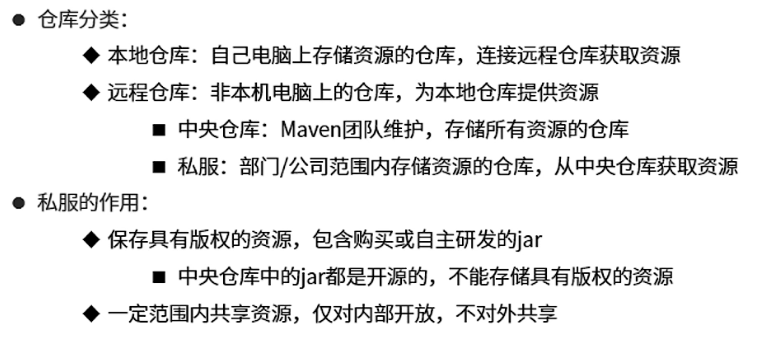 ● 仓库分类：
◆ 本地仓库：自己电脑上存储资源的仓库，连接远程仓库获取资源
◆ 远程仓库：非本机电脑上的仓库，为本地仓库提供资源
■ 中央仓库：Maven团队维护，存储所有资源的仓库
■ 私服：部门/公司范围内存储资源的仓库，从中央仓库获取资源
● 私服的作用：
◆ 保存具有版权的资源，包含购买或自主研发的jar
■ 中央仓库中的jar都是开源的，不能存储具有版权的资源
◆ 一定范围内共享资源，仅对内部开放，不对外共享